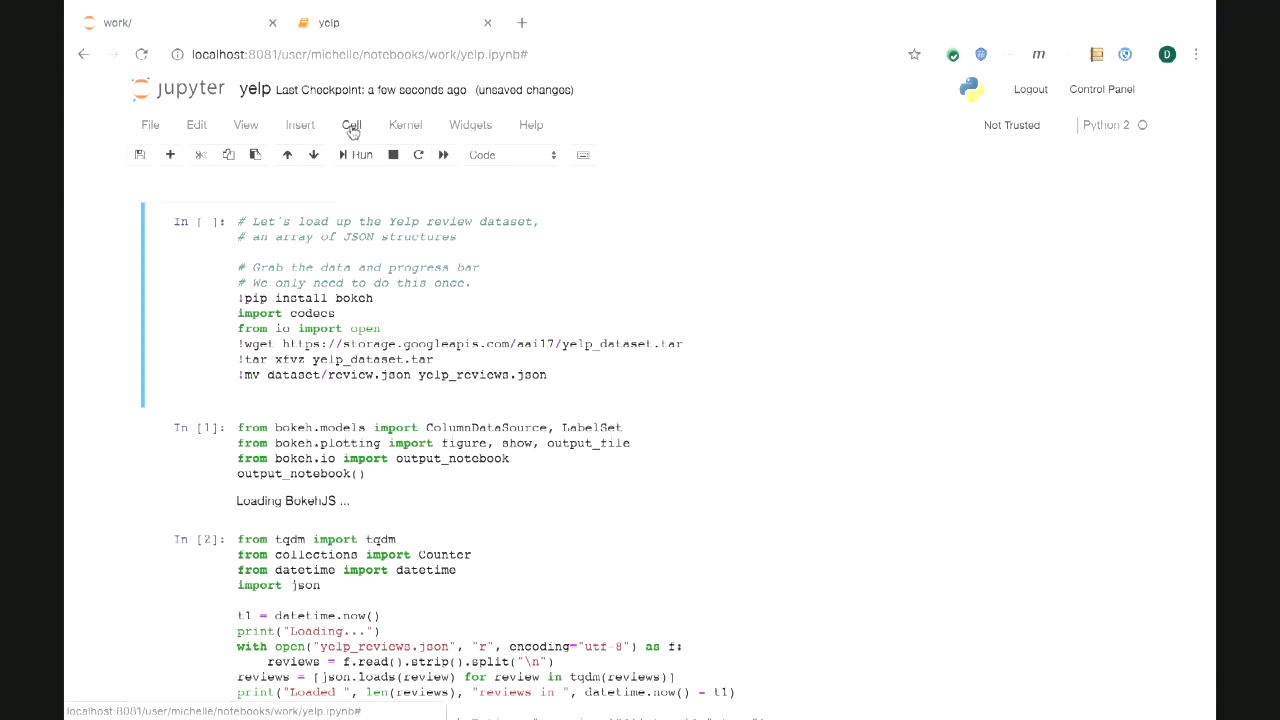 work/
yelp
localhost:8081/user/michelle/notebooks/work/yelp.ipynb#
m
D
jupyter yelp Last Checkpoint: a few seconds ago (unsaved changes)
Logout Control Panel
File Edit View Insert Cell Kernel Widgets Help
Not Trusted Python 2
Run Code
In [ ]: # Let's load up the Yelp review dataset,
# an array of JSON structures
# Grab the data and progress bar
# We only need to do this once.
!pip install bokeh
import codecs
from io import open
!wget https://storage.googleapis.com/aai17/yelp_dataset.tar
!tar xfvz yelp_dataset.tar
!mv dataset/review.json yelp_reviews.json
In [1]: from bokeh.models import ColumnDataSource, LabelSet
from bokeh.plotting import figure, show, output_file
from bokeh.io import output_notebook
output_notebook()
Loading BokehJS ...
In [2]: from tqdm import tqdm
from collections import Counter
from datetime import datetime
import json
t1 = datetime.now()
print("Loading...")
with open("yelp_reviews.json", "r", encoding="utf-8") as f:
reviews = f.read().strip().split("\n")
reviews = [json.loads(review) for review in tqdm(reviews)]
print("Loaded ", len(reviews), "reviews in ", datetime.now() - t1)
localhost:8081/user/michelle/notebooks/work/yelp.ipynb#